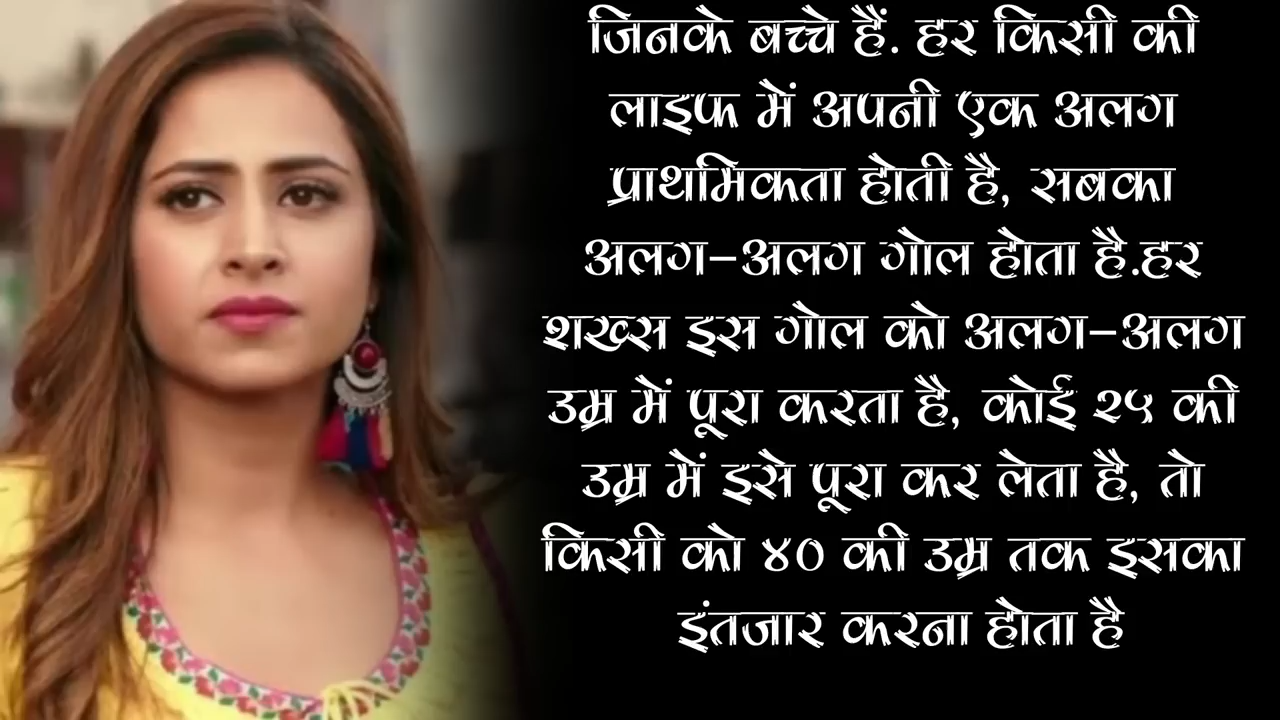 जिनके बच्चे हैं. हर किसी की
लाइफ में अपनी एक अलग
प्राथमिकता होती है, सबका
अलग-अलग गोल होता है.हर
शख्स इस गोल को अलग-अलग
उम्र में पूरा करता है, कोई २५ की
उम्र में इसे पूरा कर लेता है, तो
किसी को ४० की उम्र तक इसका
इंतजार करना होता है